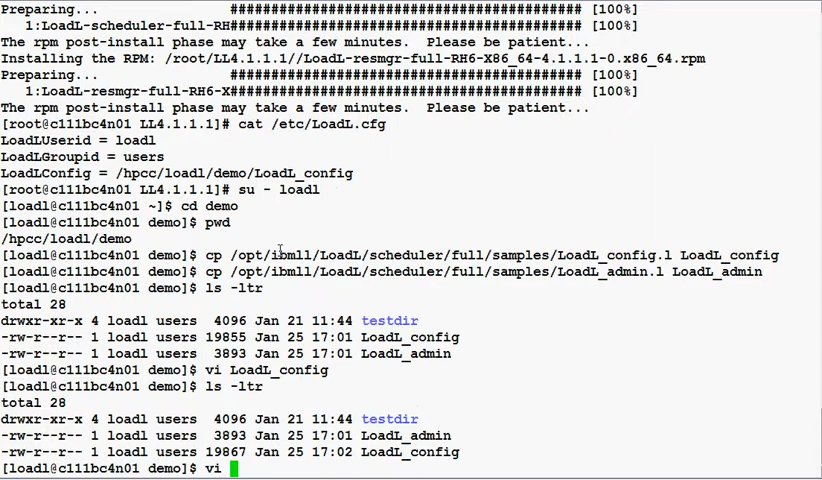 Preparing...                ########################################### [100%]
   1:LoadL-scheduler-full-RH########################################### [100%]
The rpm post-install phase may take a few minutes.  Please be patient...
Installing the RPM: /root/LL4.1.1.1//LoadL-resmgr-full-RH6-X86_64-4.1.1.1-0.x86_64.rpm
Preparing...                ########################################### [100%]
   1:LoadL-resmgr-full-RH6-X########################################### [100%]
The rpm post-install phase may take a few minutes.  Please be patient...
[root@c111bc4n01 LL4.1.1.1]# cat /etc/LoadL.cfg
LoadLUserid = loadl
LoadLGroupid = users
LoadLConfig = /hpcc/loadl/demo/LoadL_config
[root@c111bc4n01 LL4.1.1.1]# su - loadl
[loadl@c111bc4n01 ~]$ cd demo
[loadl@c111bc4n01 demo]$ pwd
/hpcc/loadl/demo
[loadl@c111bc4n01 demo]$ cp /opt/ibmll/LoadL/scheduler/full/samples/LoadL_config.l LoadL_config
[loadl@c111bc4n01 demo]$ cp /opt/ibmll/LoadL/scheduler/full/samples/LoadL_admin.l LoadL_admin
[loadl@c111bc4n01 demo]$ ls -ltr
total 28
drwxr-xr-x 4 loadl users  4096 Jan 21 11:44 testdir
-rw-r--r-- 1 loadl users 19855 Jan 25 17:01 LoadL_config
-rw-r--r-- 1 loadl users  3893 Jan 25 17:01 LoadL_admin
[loadl@c111bc4n01 demo]$ vi LoadL_config
[loadl@c111bc4n01 demo]$ ls -ltr
total 28
drwxr-xr-x 4 loadl users  4096 Jan 21 11:44 testdir
-rw-r--r-- 1 loadl users  3893 Jan 25 17:01 LoadL_admin
-rw-r--r-- 1 loadl users 19867 Jan 25 17:02 LoadL_config
[loadl@c111bc4n01 demo]$ vi